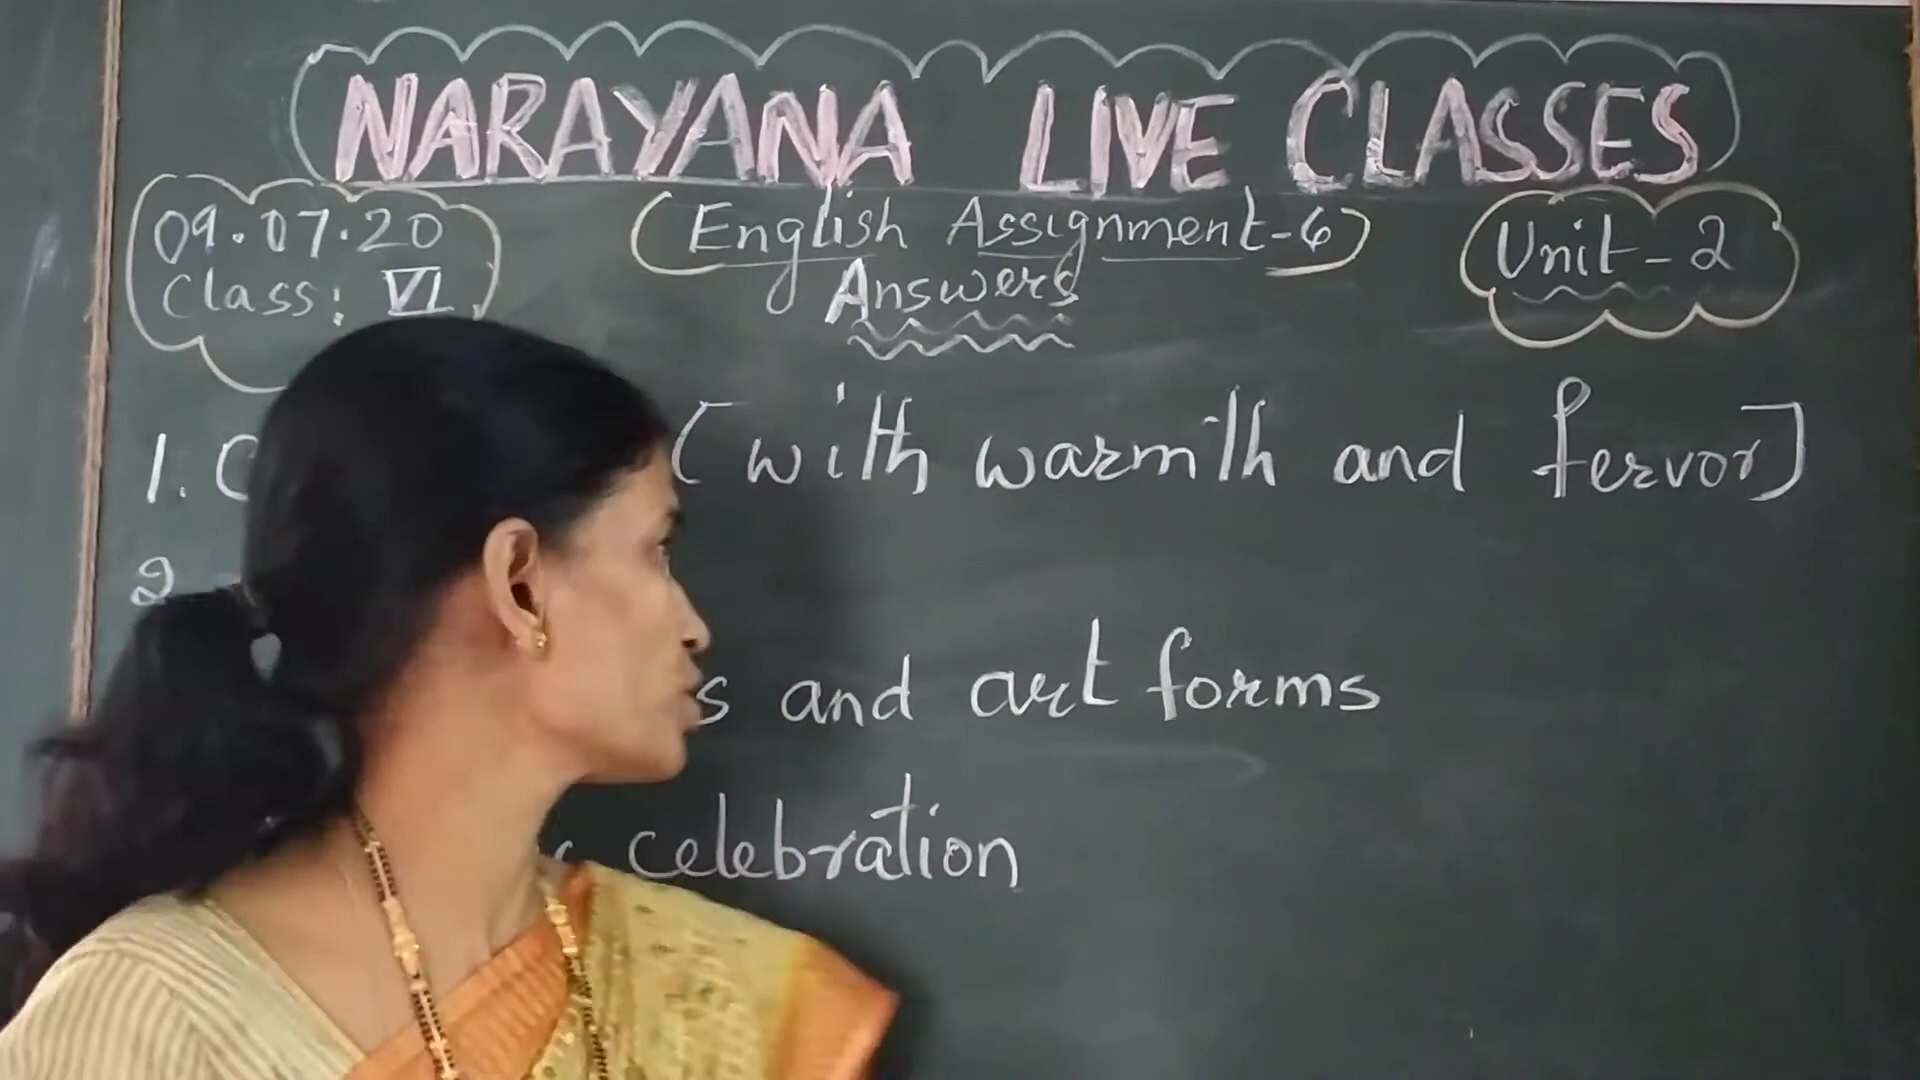 NARAYANA LIVE CLASSES
09.07.20
Class: VI
(English Assignment-6)
Answers
Unit-2
1. (with warmth and fervor)
2
and art forms
celebration